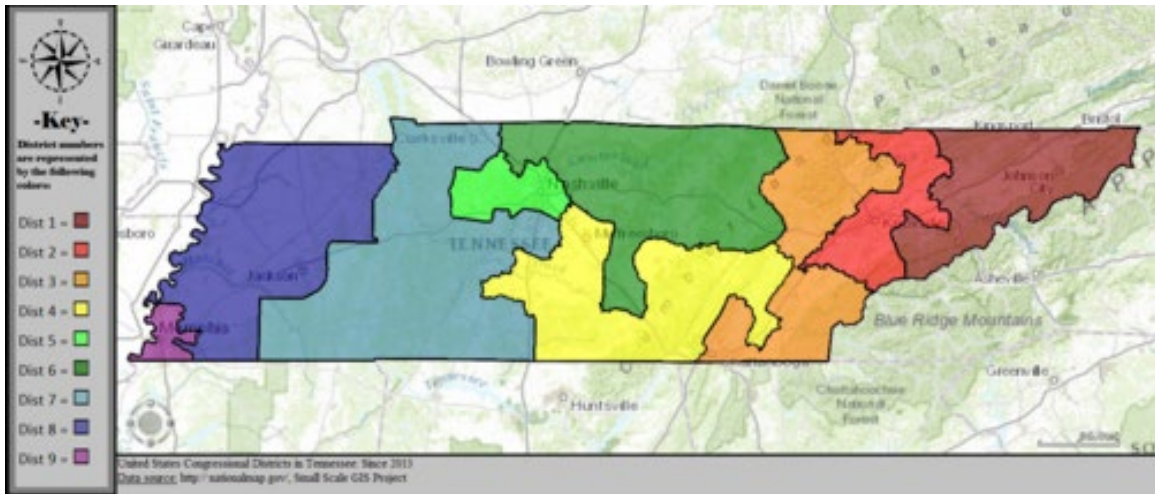 Cape
Girardeau
Bowling Green
Daniel Boone
National
Forest
-Key-
District numbers
are represented
by the following
colors:
Clarksville
Kingsport
Bristol
Nashville
Johnson
City
Dist 1 =
Dist 2 =
Dist 3 =
Dist 4 =
Dist 5 =
Dist 6 =
Dist 7 =
Dist 8 =
Dist 9 =
sboro
TENNESSEE
Jackson
Asheville
Memphis
Blue Ridge Mountains
Greenville
Huntsville
Chattahoochee
National
Forest
United States Congressional Districts in Tennessee: Since 2013
Data source: http://nationalmap.gov/, Small Scale GIS Project